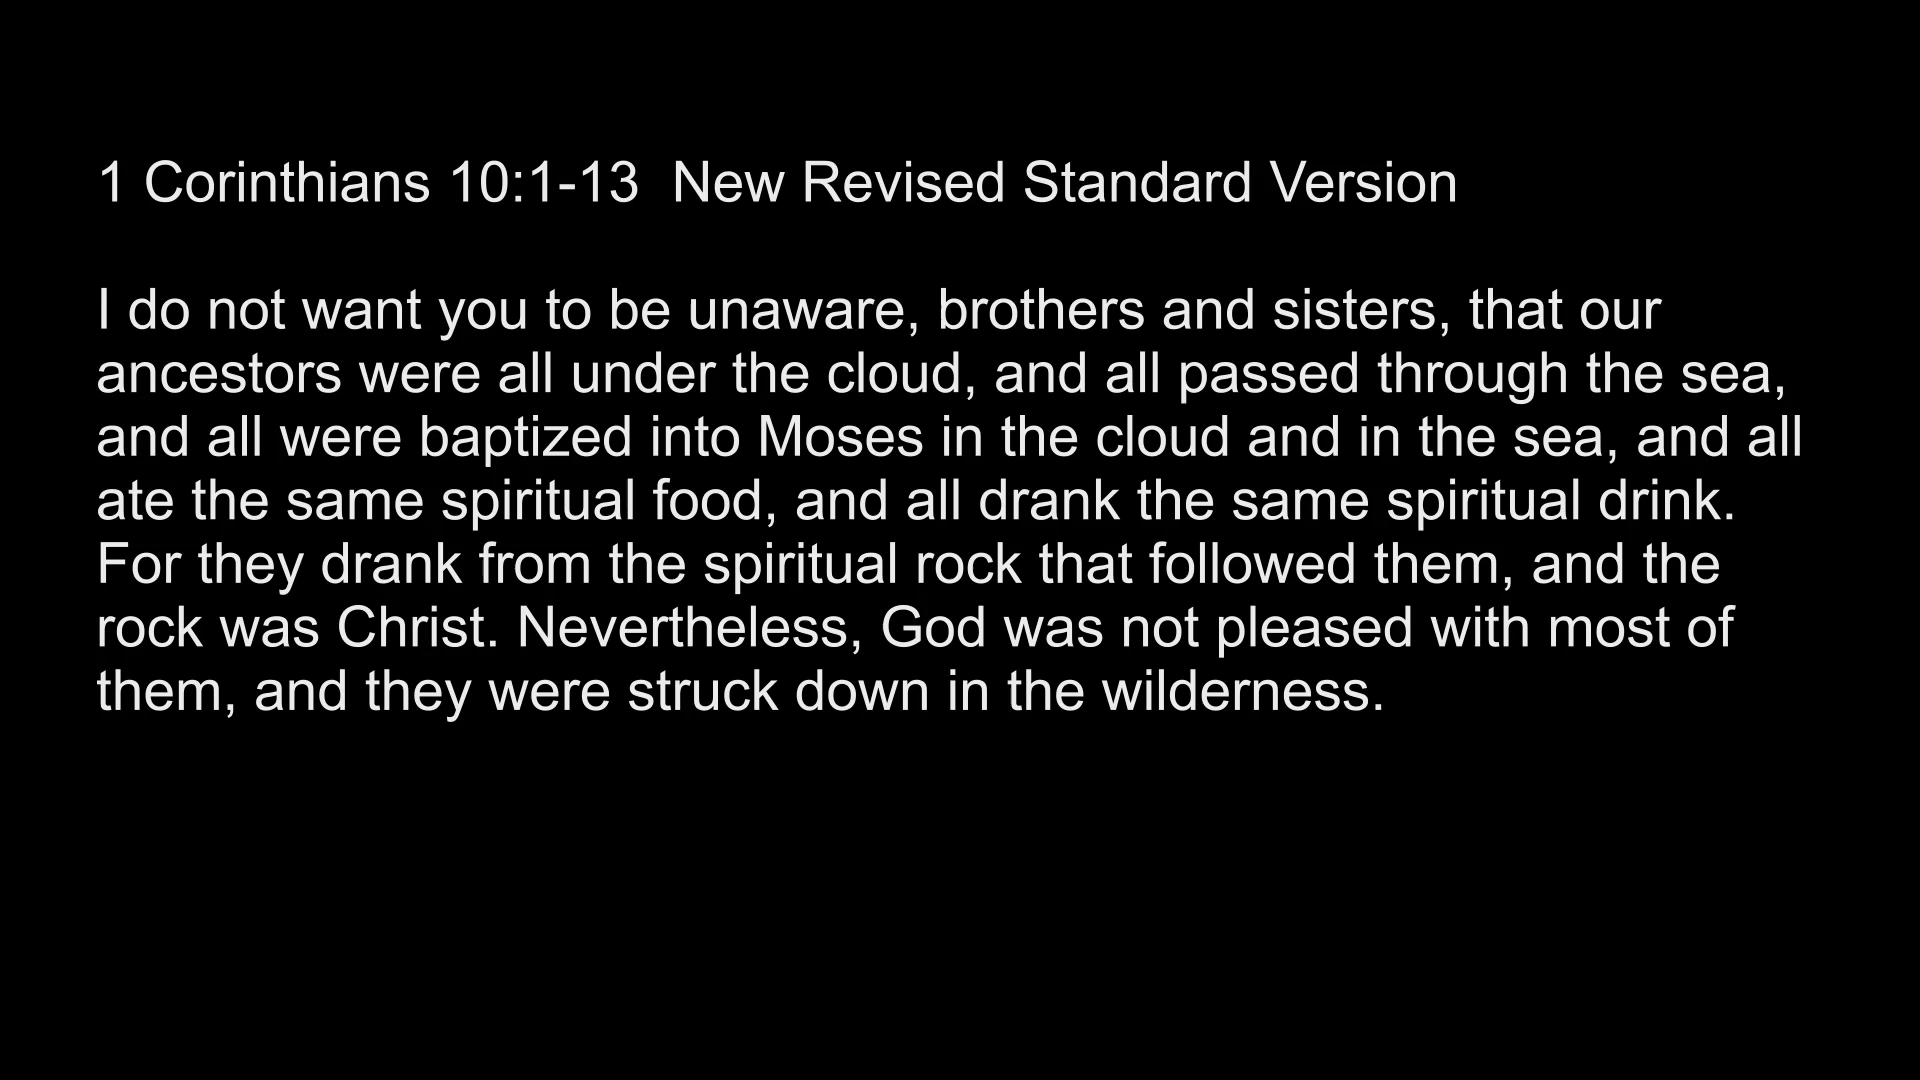 1 Corinthians 10:1-13  New Revised Standard Version
I do not want you to be unaware, brothers and sisters, that our
ancestors were all under the cloud, and all passed through the sea,
and all were baptized into Moses in the cloud and in the sea, and all
ate the same spiritual food, and all drank the same spiritual drink.
For they drank from the spiritual rock that followed them, and the
rock was Christ. Nevertheless, God was not pleased with most of
them, and they were struck down in the wilderness.